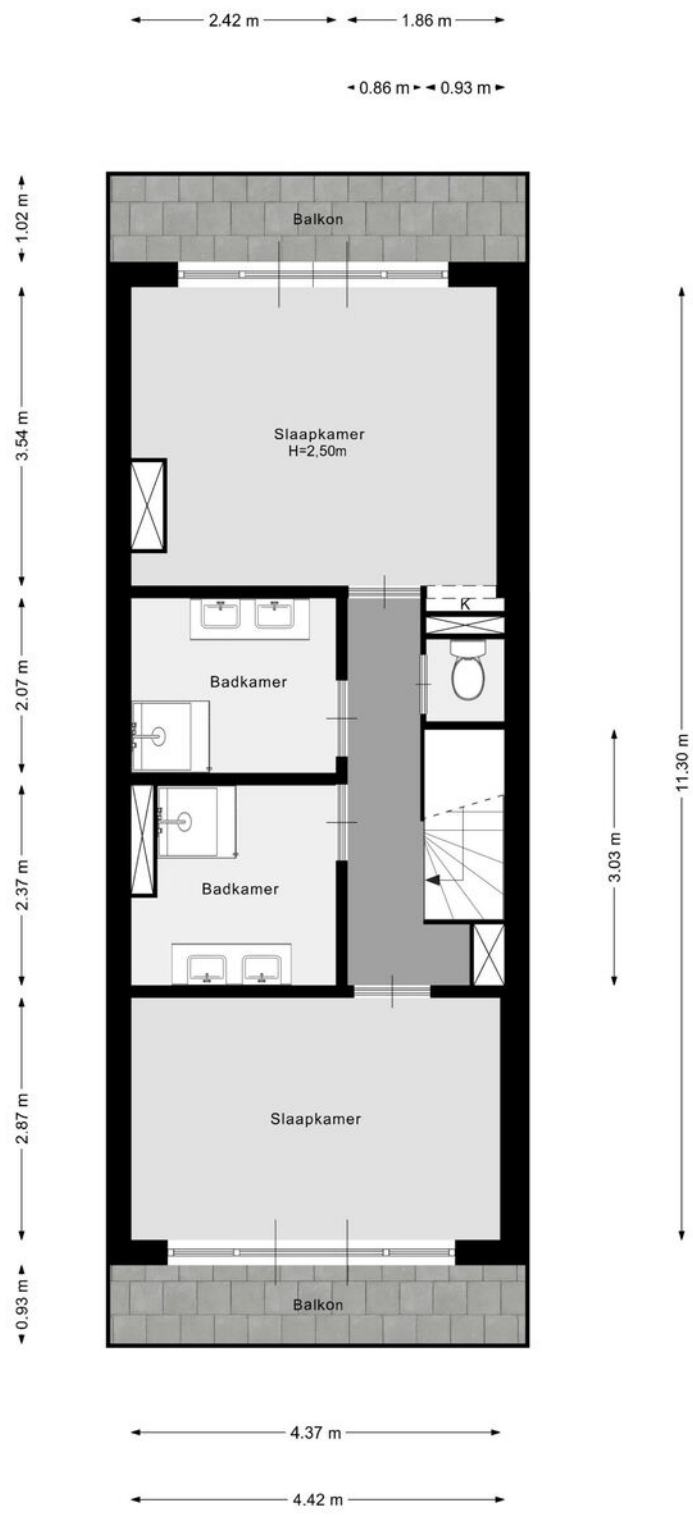 2.42 m
1.86 m
0.86 m
0.93 m
1.02 m
Balkon
3.54 m
Slaapkamer
H=2,50m
K
2.07 m
Badkamer
11.30 m
2.37 m
Badkamer
3.03 m
2.87 m
Slaapkamer
0.93 m
Balkon
4.37 m
4.42 m